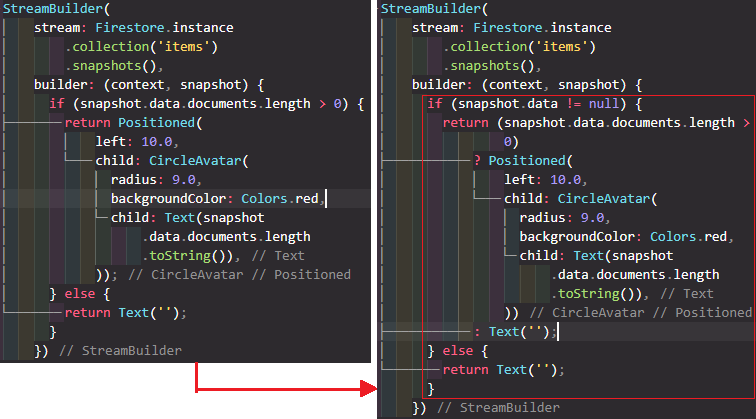 StreamBuilder(
stream: Firestore.instance
.collection('items')
.snapshots(),
builder: (context, snapshot) {
if (snapshot.data.documents.length > 0) {
return Positioned(
left: 10.0,
child: CircleAvatar(
radius: 9.0,
backgroundColor: Colors.red,
child: Text(snapshot
.data.documents.length
.toString()), // Text
)); // CircleAvatar // Positioned
} else {
return Text('');
}
}) // StreamBuilder
StreamBuilder(
stream: Firestore.instance
.collection('items')
.snapshots(),
builder: (context, snapshot) {
if (snapshot.data != null) {
return (snapshot.data.documents.length >
0)
? Positioned(
left: 10.0,
child: CircleAvatar(
radius: 9.0,
backgroundColor: Colors.red,
child: Text(snapshot
.data.documents.length
.toString()), // Text
)) // CircleAvatar // Positioned
: Text('');
} else {
return Text('');
}
}) // StreamBuilder